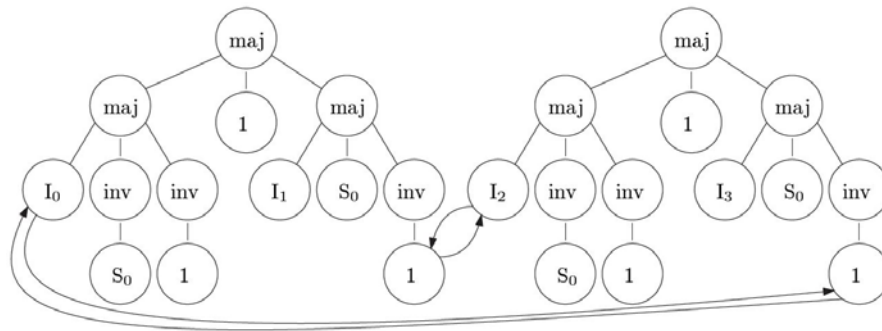 maj maj
maj 1 maj maj 1 maj
I₀ inv inv I₁ S₀ inv I₂ inv inv I₃ S₀ inv
S₀ 1 1 S₀ 1 1